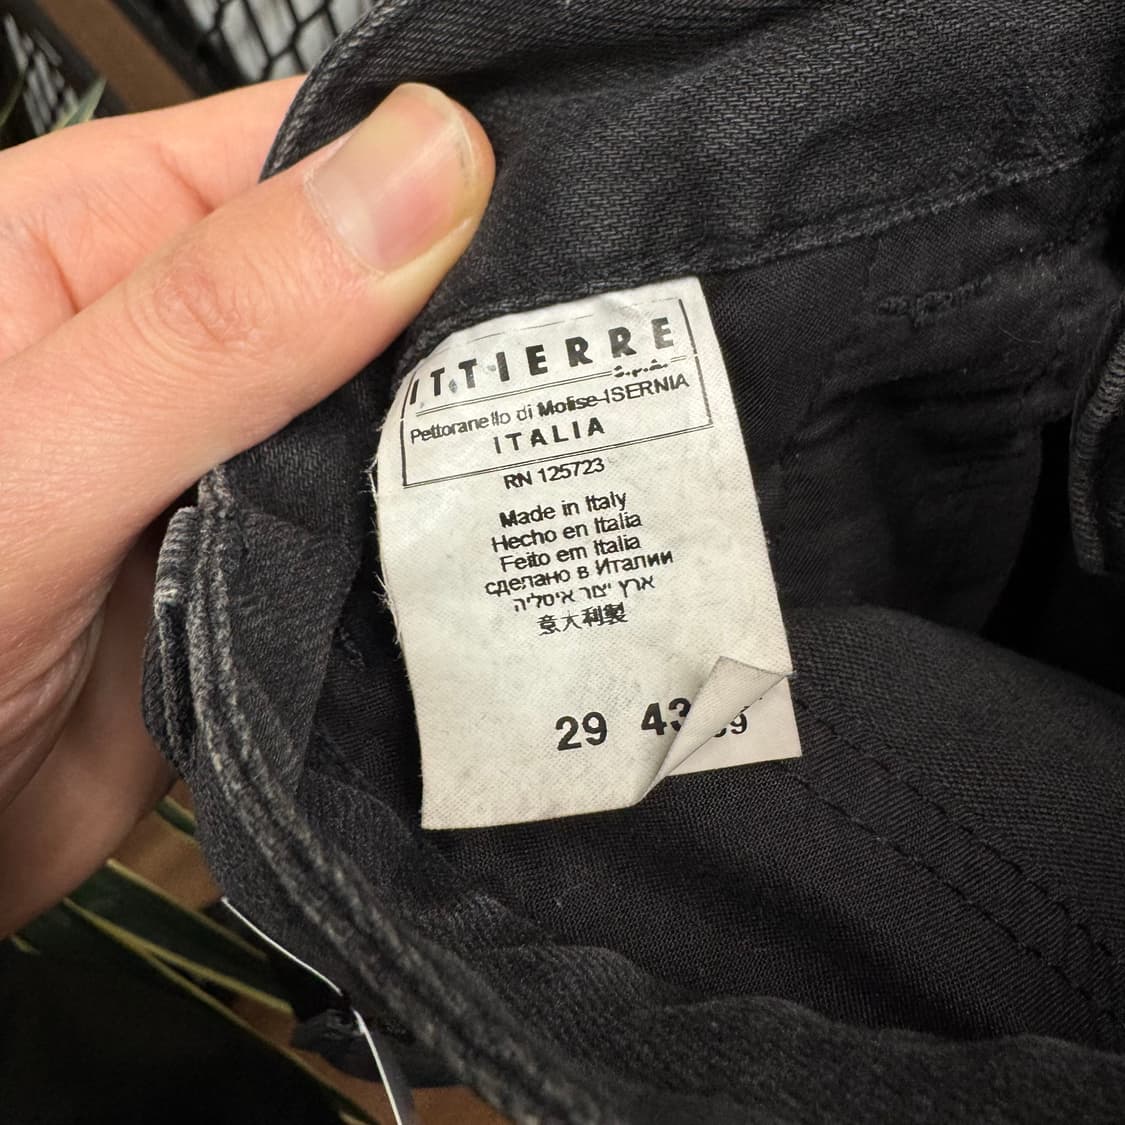 ITTIERRE
S.p.A.
Pettoranello di Molise-ISERNIA
ITALIA
RN 125723
Made in Italy
Hecho en Italia
Feito em Italia
сделано в Италии
ארץ ייצור איטליה
意大利製
29 43